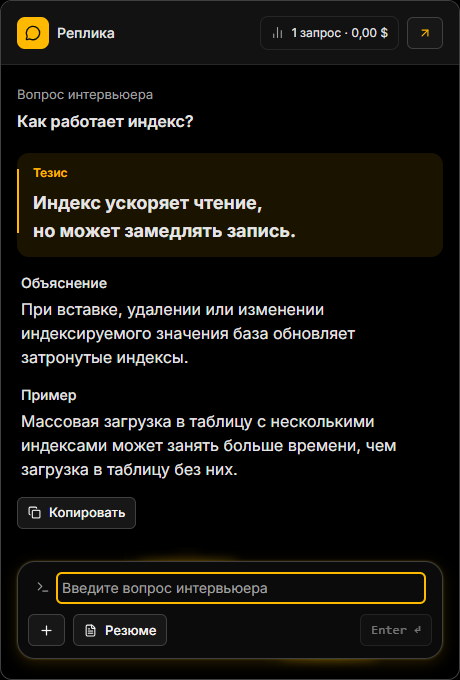 Реплика
1 запрос · 0,00 $
Вопрос интервьюера
Как работает индекс?
Тезис
Индекс ускоряет чтение,
но может замедлять запись.
Объяснение
При вставке, удалении или изменении
индексируемого значения база обновляет
затронутые индексы.
Пример
Массовая загрузка в таблицу с несколькими
индексами может занять больше времени, чем
загрузка в таблицу без них.
Копировать
Введите вопрос интервьюера
Резюме
Enter ↲